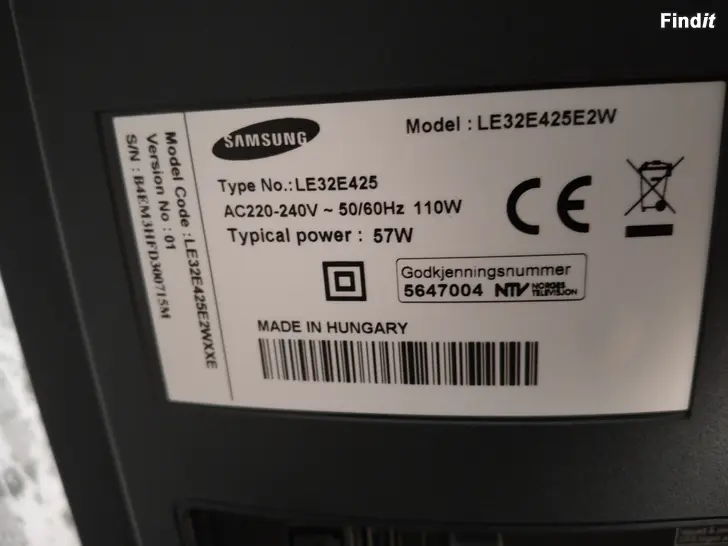 Findit
SAMSUNG
Model : LE32E425E2W
Type No.:LE32E425
AC220-240V ~ 50/60Hz 110W
Typical power : 57W
CE
Godkjenningsnummer
5647004 NTV NORGES TELEVISJON
MADE IN HUNGARY
Model Code : LE32E425E2WXXE
Version No : 01
S/N : B4EM3HFD300715M